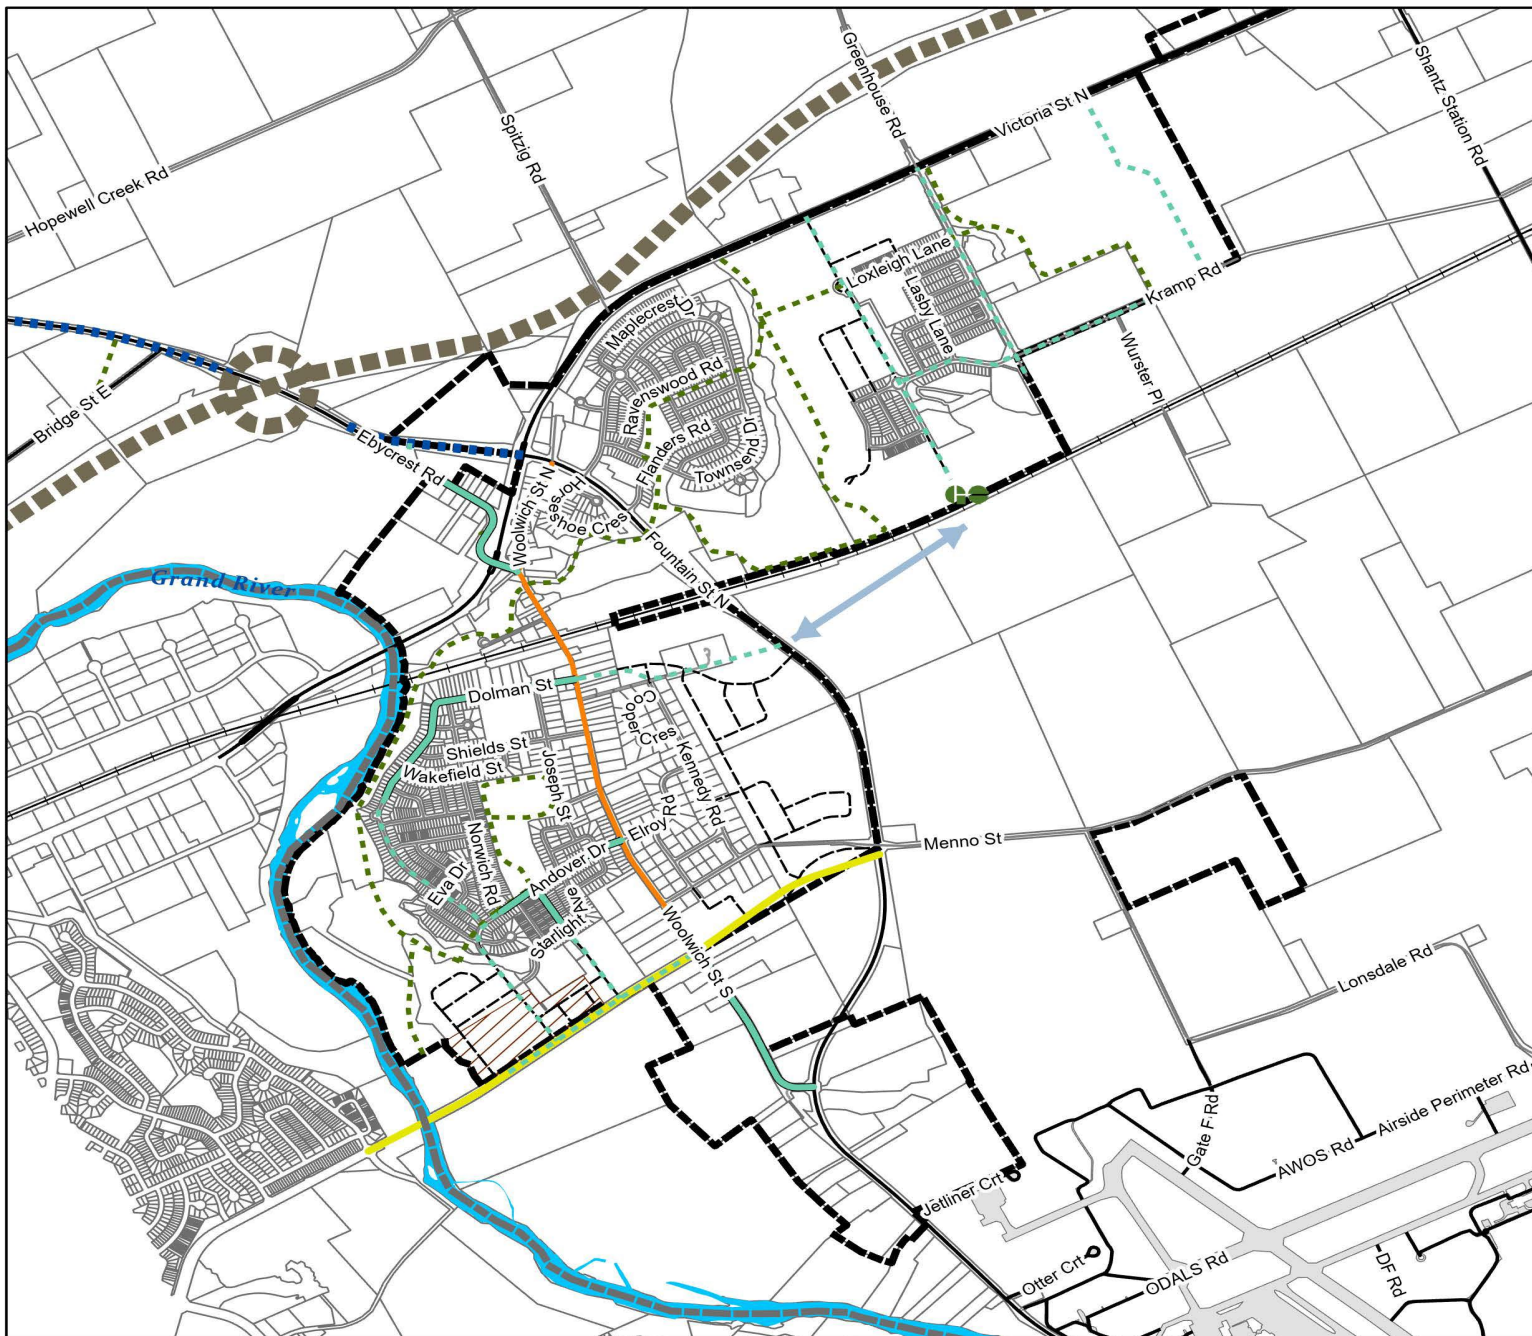 Greenhouse Rd
Shantz Station Rd
Victoria St N
Spitzig Rd
Hopewell Creek Rd
Loxleigh Lane
Lasby Lane
Kramp Rd
Wurster Pl
Maplecrest Dr
Ravenswood Rd
Flanders Rd
Townsend Dr
Bridge St E
Ebycrest Rd
Woolwich St N
Horseshoe Cres
Fountain St N
Grand River
Dolman St
Cooper Cres
Shields St
Wakefield St
Joseph St
Kennedy Rd
Elroy Rd
Menno St
Norwich Rd
Andover Dr
Eva Dr
Starlight Ave
Woolwich St S
Lonsdale Rd
Gate F Rd
Airside Perimeter Rd
AWOS Rd
Jetliner Crt
Otter Crt
ODALS Rd
DF Rd